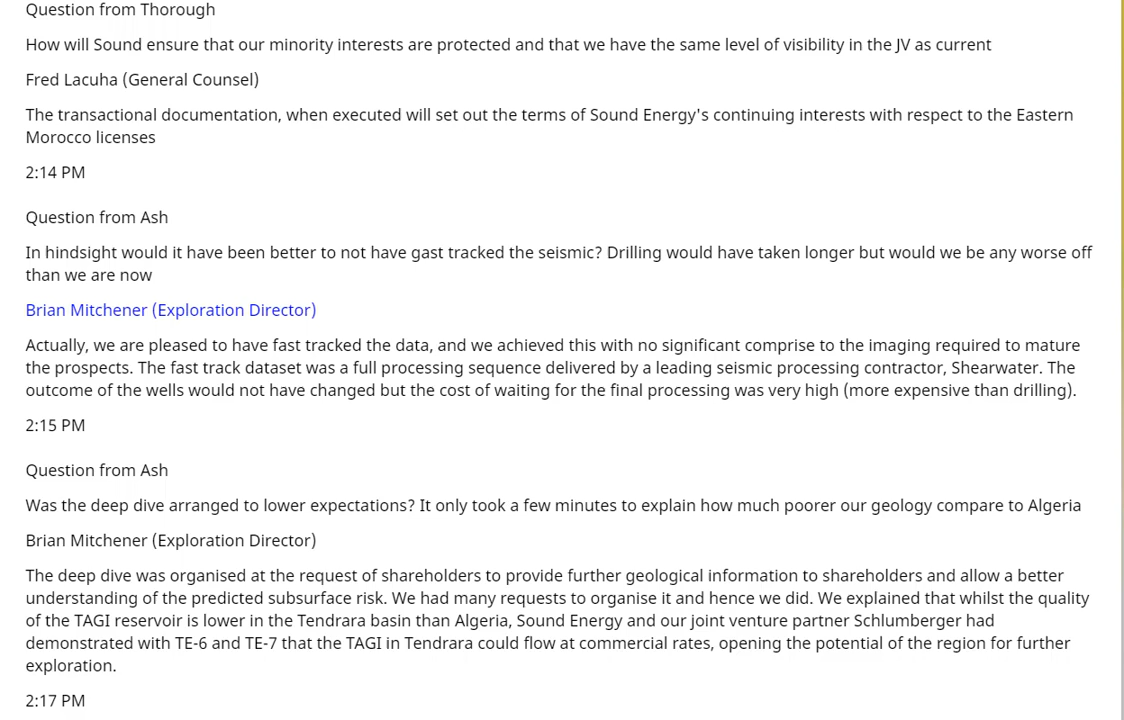 Question from Thorough
How will Sound ensure that our minority interests are protected and that we have the same level of visibility in the JV as current
Fred Lacuha (General Counsel)
The transactional documentation, when executed will set out the terms of Sound Energy's continuing interests with respect to the Eastern
Morocco licenses
2:14 PM
Question from Ash
In hindsight would it have been better to not have gast tracked the seismic? Drilling would have taken longer but would we be any worse off
than we are now
Brian Mitchener (Exploration Director)
Actually, we are pleased to have fast tracked the data, and we achieved this with no significant comprise to the imaging required to mature
the prospects. The fast track dataset was a full processing sequence delivered by a leading seismic processing contractor, Shearwater. The
outcome of the wells would not have changed but the cost of waiting for the final processing was very high (more expensive than drilling).
2:15 PM
Question from Ash
Was the deep dive arranged to lower expectations? It only took a few minutes to explain how much poorer our geology compare to Algeria
Brian Mitchener (Exploration Director)
The deep dive was organised at the request of shareholders to provide further geological information to shareholders and allow a better
understanding of the predicted subsurface risk. We had many requests to organise it and hence we did. We explained that whilst the quality
of the TAGI reservoir is lower in the Tendrara basin than Algeria, Sound Energy and our joint venture partner Schlumberger had
demonstrated with TE-6 and TE-7 that the TAGI in Tendrara could flow at commercial rates, opening the potential of the region for further
exploration.
2:17 PM